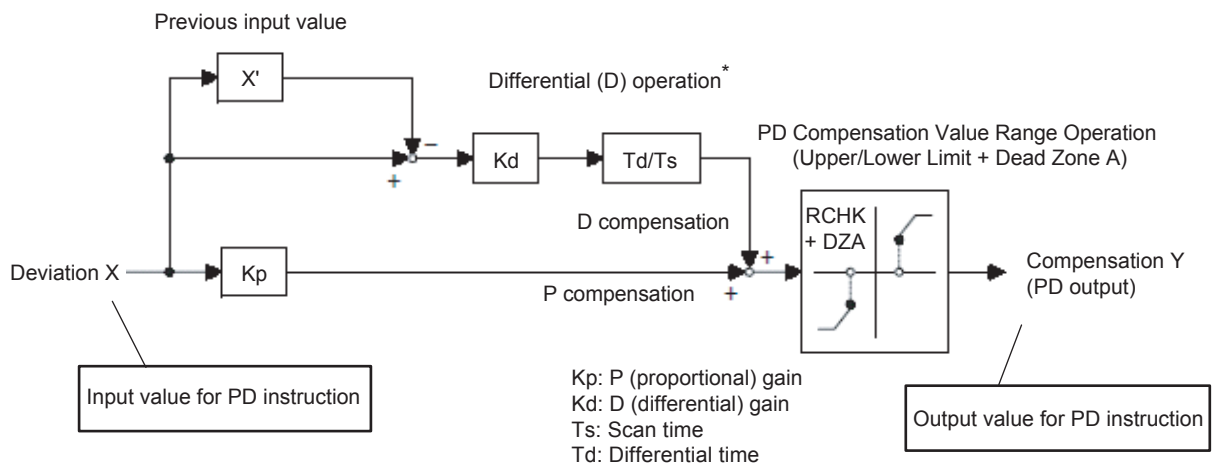 Previous input value
X'
Differential (D) operation*
Kd
Td/Ts
PD Compensation Value Range Operation
(Upper/Lower Limit + Dead Zone A)
−
+
D compensation
RCHK
+ DZA
Deviation X
Kp
+
+
P compensation
Compensation Y
(PD output)
Input value for PD instruction
Kp: P (proportional) gain
Kd: D (differential) gain
Ts: Scan time
Td: Differential time
Output value for PD instruction